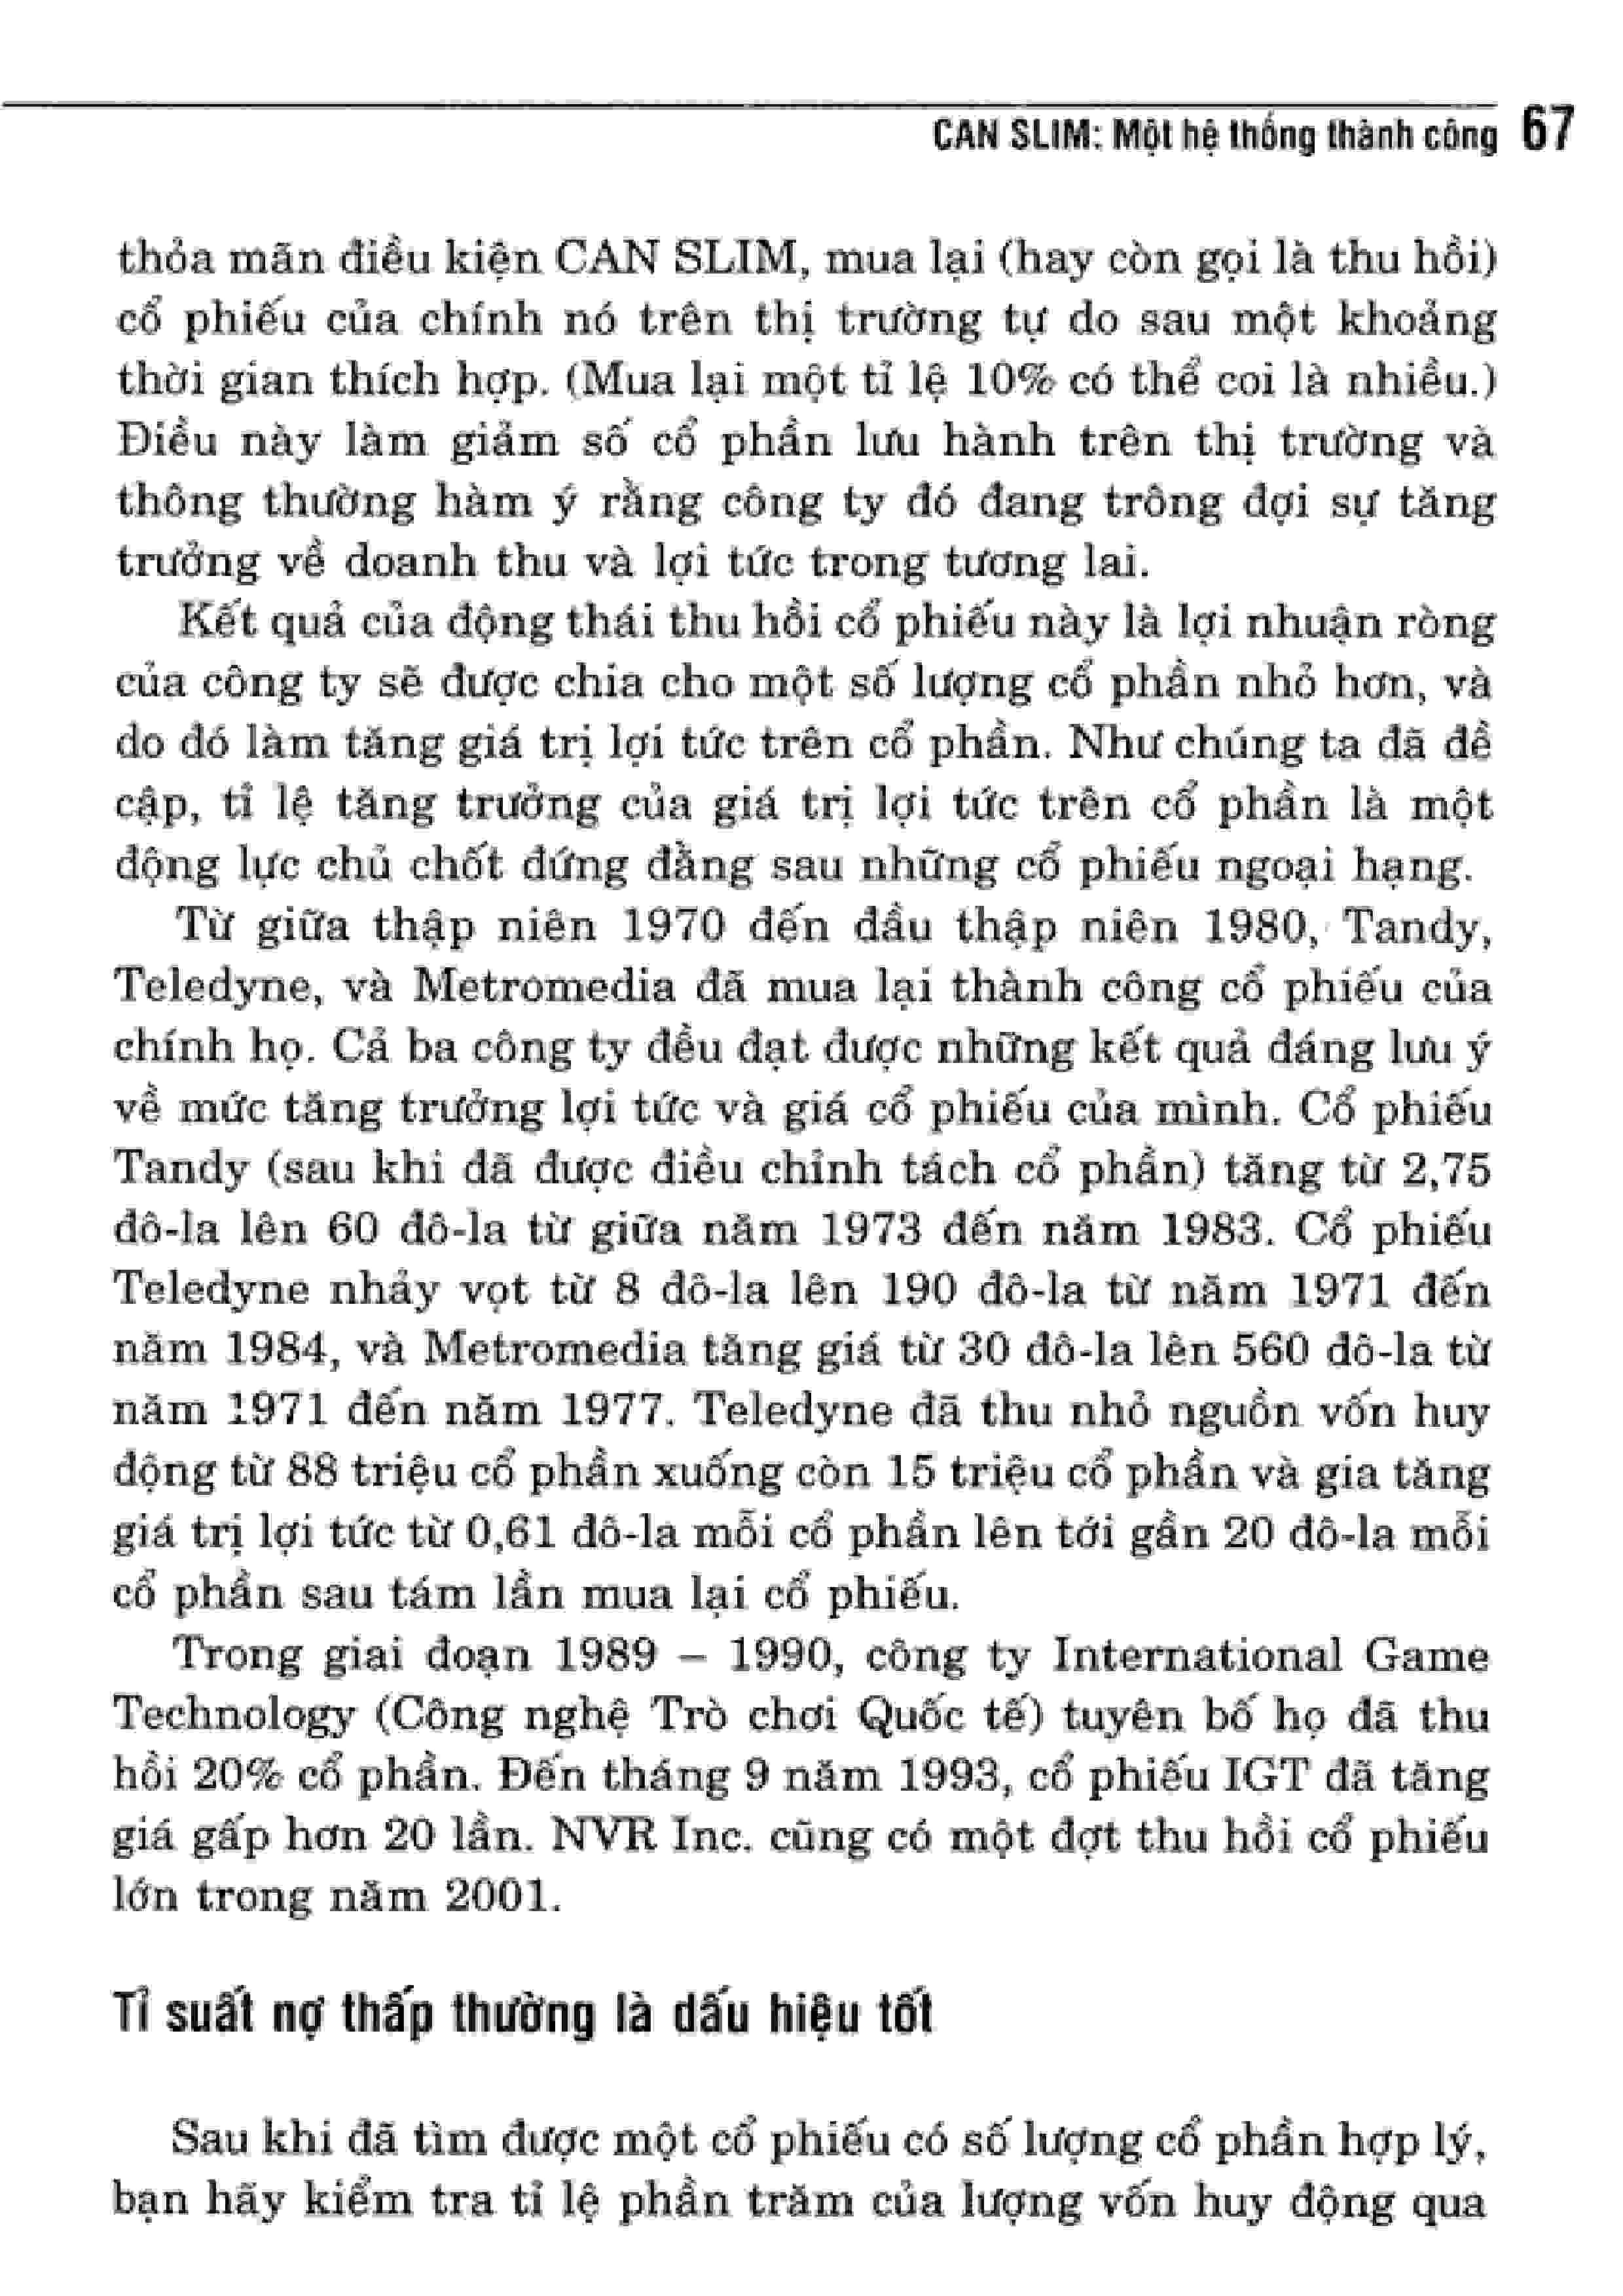 CAN SLIM: Một hệ thống thành công 67
thỏa mãn điều kiện CAN SLIM, mua lại (hay còn gọi là thu hồi)
cổ phiếu của chính nó trên thị trường tự do sau một khoảng
thời gian thích hợp. (Mua lại một tỉ lệ 10% có thể coi là nhiều.)
Điều này làm giảm số cổ phần lưu hành trên thị trường và
thông thường hàm ý rằng công ty đó đang trông đợi sự tăng
trưởng về doanh thu và lợi tức trong tương lai.
Kết quả của động thái thu hồi cổ phiếu này là lợi nhuận ròng
của công ty sẽ được chia cho một số lượng cổ phần nhỏ hơn, và
do đó làm tăng giá trị lợi tức trên cổ phần. Như chúng ta đã đề
cập, tỉ lệ tăng trưởng của giá trị lợi tức trên cổ phần là một
động lực chủ chốt đứng đằng sau những cổ phiếu ngoại hạng.
Từ giữa thập niên 1970 đến đầu thập niên 1980, Tandy,
Teledyne, và Metromedia đã mua lại thành công cổ phiếu của
chính họ. Cả ba công ty đều đạt được những kết quả đáng lưu ý
về mức tăng trưởng lợi tức và giá cổ phiếu của mình. Cổ phiếu
Tandy (sau khi đã được điều chỉnh tách cổ phần) tăng từ 2,75
đô-la lên 60 đô-la từ giữa năm 1973 đến năm 1983. Cổ phiếu
Teledyne nhảy vọt từ 8 đô-la lên 190 đô-la từ năm 1971 đến
năm 1984, và Metromedia tăng giá từ 30 đô-la lên 560 đô-la từ
năm 1971 đến năm 1977. Teledyne đã thu nhỏ nguồn vốn huy
động từ 88 triệu cổ phần xuống còn 15 triệu cổ phần và gia tăng
giá trị lợi tức từ 0,61 đô-la mỗi cổ phần lên tới gần 20 đô-la mỗi
cổ phần sau tám lần mua lại cổ phiếu.
Trong giai đoạn 1989 – 1990, công ty International Game
Technology (Công nghệ Trò chơi Quốc tế) tuyên bố họ đã thu
hồi 20% cổ phần. Đến tháng 9 năm 1993, cổ phiếu IGT đã tăng
giá gấp hơn 20 lần. NVR Inc. cũng có một đợt thu hồi cổ phiếu
lớn trong năm 2001.
Tỉ suất nợ thấp thường là dấu hiệu tốt
Sau khi đã tìm được một cổ phiếu có số lượng cổ phần hợp lý,
bạn hãy kiểm tra tỉ lệ phần trăm của lượng vốn huy động qua